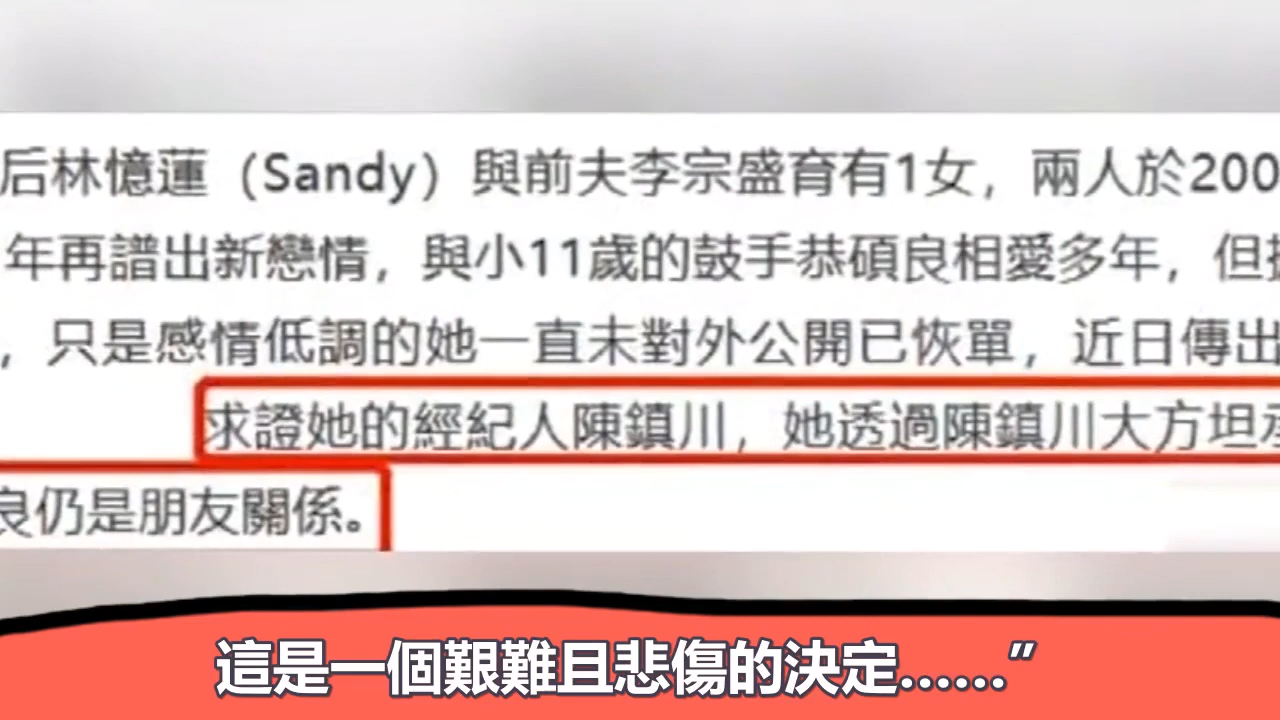 后林憶蓮（Sandy）與前夫李宗盛育有1女，兩人於200
年再譜出新戀情，與小11歲的鼓手恭碩良相愛多年，但
，只是感情低調的她一直未對外公開已恢單，近日傳出
求證她的經紀人陳鎮川，她透過陳鎮川大方坦承
良仍是朋友關係。
這是一個艱難且悲傷的決定......”